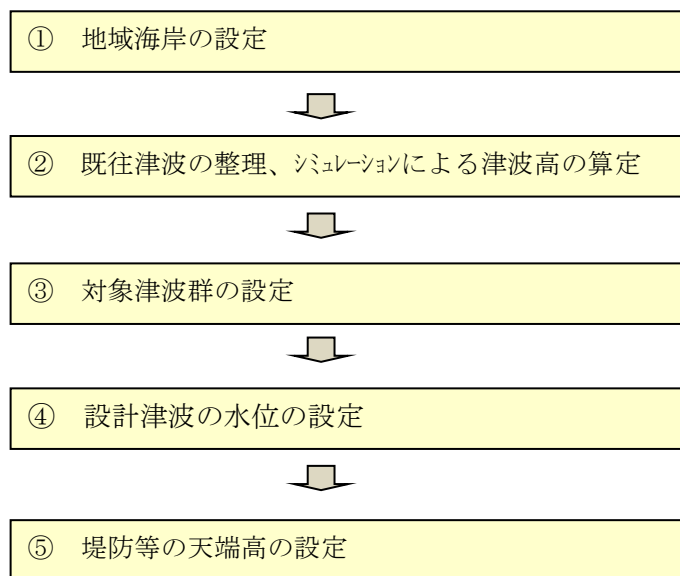 ① 地域海岸の設定
② 既往津波の整理、ｼﾐｭﾚｰｼｮﾝによる津波高の算定
③ 対象津波群の設定
④ 設計津波の水位の設定
⑤ 堤防等の天端高の設定